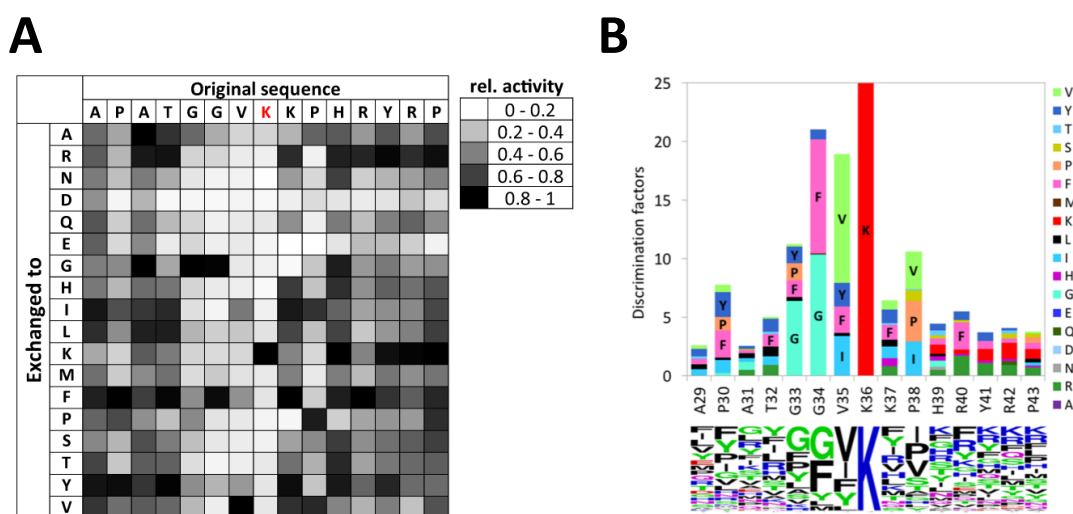 A
B
Original sequence
rel. activity
A P A T G G V K K P H R Y R P
0 - 0.2
0.2 - 0.4
0.4 - 0.6
0.6 - 0.8
0.8 - 1
Exchanged to
A
R
N
D
Q
E
G
H
I
L
K
M
F
P
S
T
Y
V
Discrimination factors
25
20
15
10
5
0
Y
P
F
Y
P
F
F
G
F
G
V
Y
F
I
K
F
V
P
I
F
A29 P30 A31 T32 G33 G34 V35 K36 K37 P38 H39 R40 Y41 R42 P43
V
Y
T
S
P
F
M
K
L
I
H
G
E
Q
D
N
R
A
G G V K
F I P